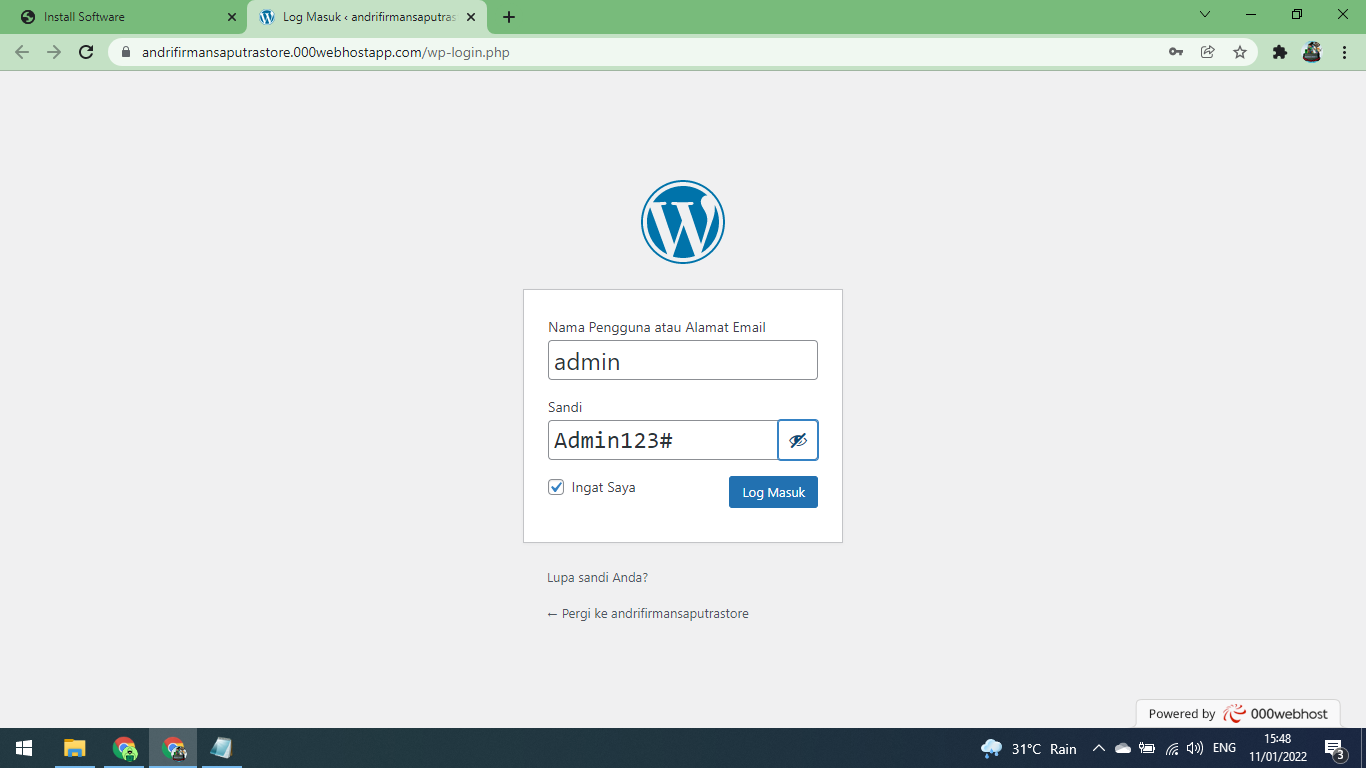 Install Software
Log Masuk ‹ andrifirmansaputras
andrifirmansaputrastore.000webhostapp.com/wp-login.php
Nama Pengguna atau Alamat Email
admin
Sandi
Admin123#
Ingat Saya
Log Masuk
Lupa sandi Anda?
← Pergi ke andrifirmansaputrastore
Powered by 000webhost
31°C Rain
ENG
15:48
11/01/2022
3